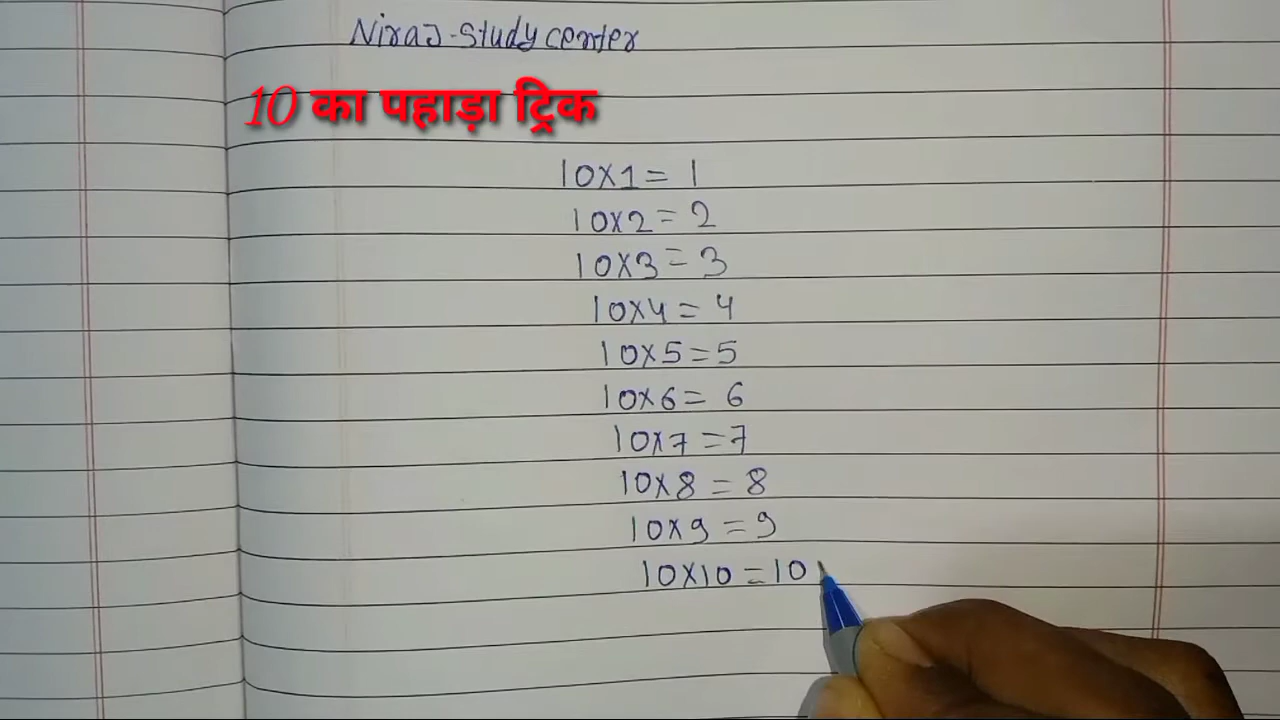 Niraj-Study center
10 का पहाड़ा ट्रिक
10x1=1
10x2=2
10x3=3
10x4=4
10x5=5
10x6=6
10x7=7
10x8=8
10x9=9
10x10=10